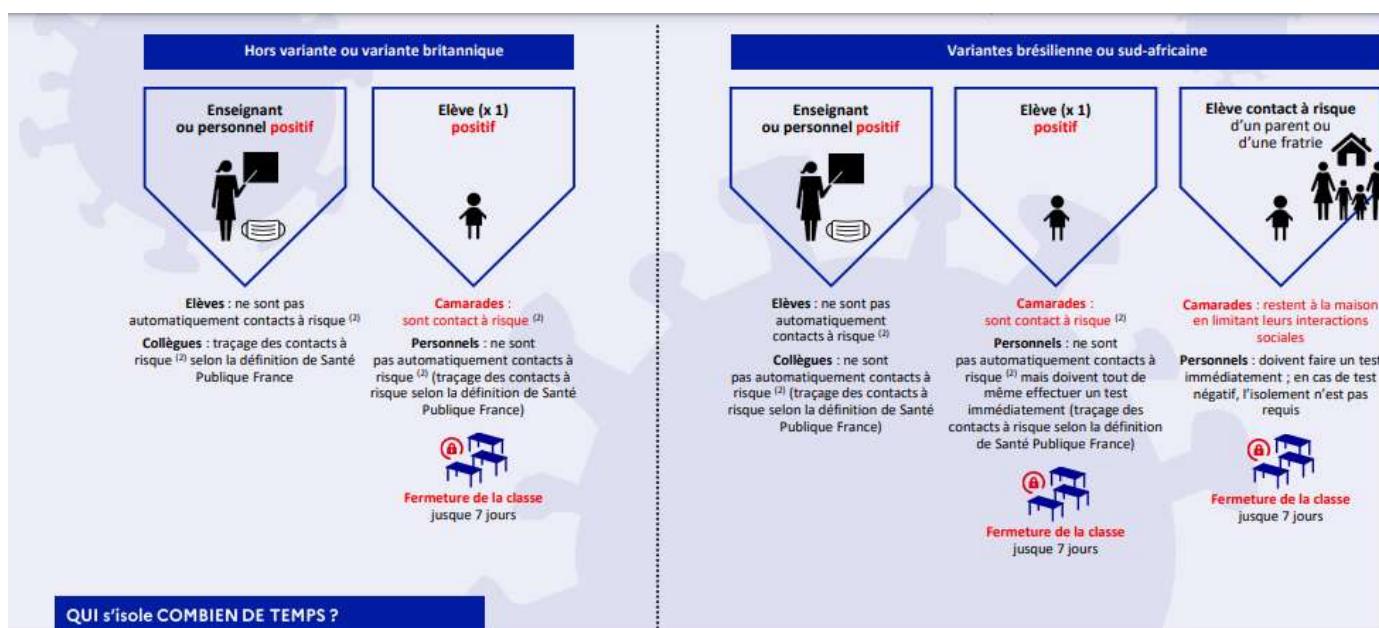 Hors variante ou variante britannique
Enseignant
ou personnel positif
Elèves : ne sont pas
automatiquement contacts à risque (2)
Collègues : traçage des contacts à
risque (2) selon la définition de Santé
Publique France
Elève (x 1)
positif
Camarades :
sont contact à risque (2)
Personnels : ne sont
pas automatiquement contacts à
risque (2) (traçage des contacts à
risque selon la définition de Santé
Publique France)
Fermeture de la classe
jusque 7 jours
Variantes brésilienne ou sud-africaine
Enseignant
ou personnel positif
Elèves : ne sont pas
automatiquement
contacts à risque (2)
Collègues : ne sont
pas automatiquement contacts à
risque (2) (traçage des contacts à
risque selon la définition de Santé
Publique France)
Elève (x 1)
positif
Camarades :
sont contact à risque (2)
Personnels : ne sont
pas automatiquement contacts à
risque (2) mais doivent tout de
même effectuer un test
immédiatement (traçage des
contacts à risque selon la définition
de Santé Publique France)
Fermeture de la classe
jusque 7 jours
Elève contact à risque
d'un parent ou
d'une fratrie
Camarades : restent à la maison
en limitant leurs interactions
sociales
Personnels : doivent faire un test
immédiatement ; en cas de test
négatif, l'isolement n'est pas
requis
Fermeture de la classe
jusque 7 jours
QUI s'isole COMBIEN DE TEMPS ?